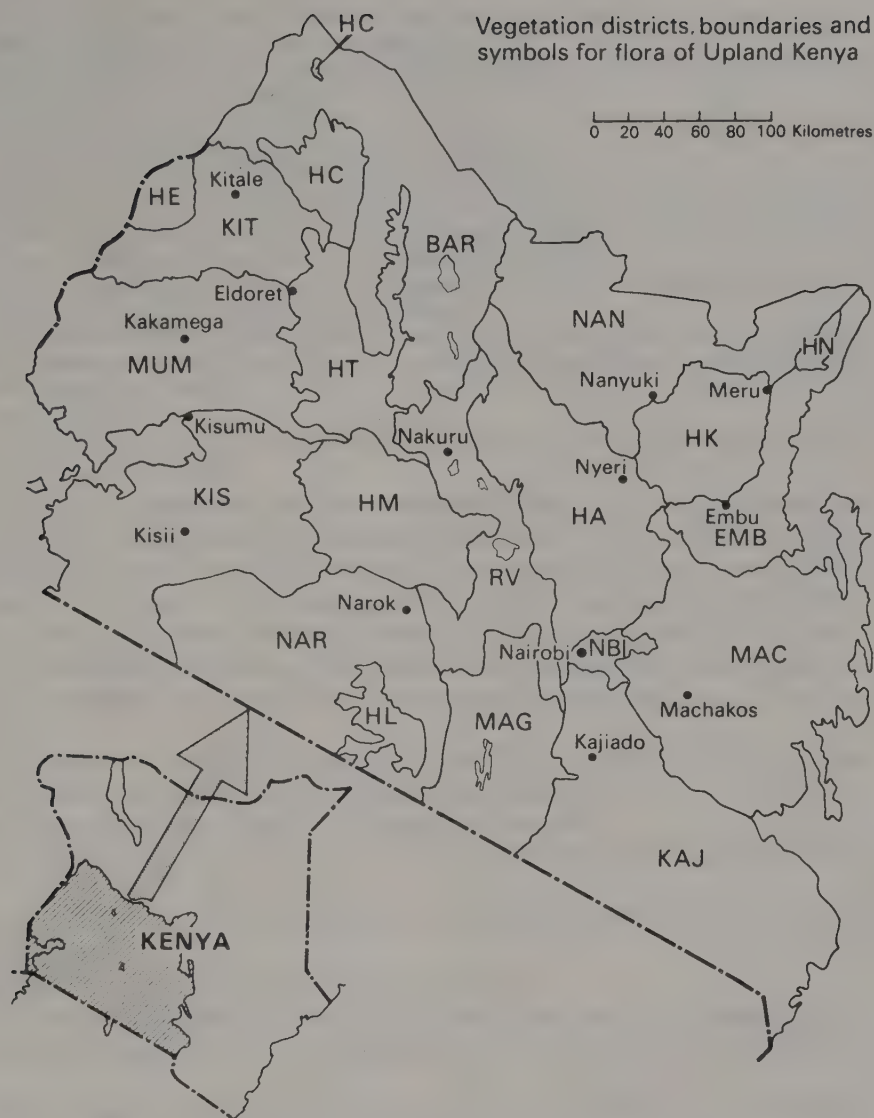 Vegetation districts, boundaries and
symbols for flora of Upland Kenya
0 20 40 60 80 100 Kilometres
HC
HE
Kitale
KIT
HC
BAR
Eldoret
Kakamega
MUM
HT
NAN
HN
Nanyuki
Meru
HK
Kisumu
Nakuru
Nyeri
KIS
HM
HA
Embu
EMB
Kisii
RV
Narok
NAR
Nairobi
NBI
MAC
HL
MAG
Machakos
Kajiado
KAJ
KENYA